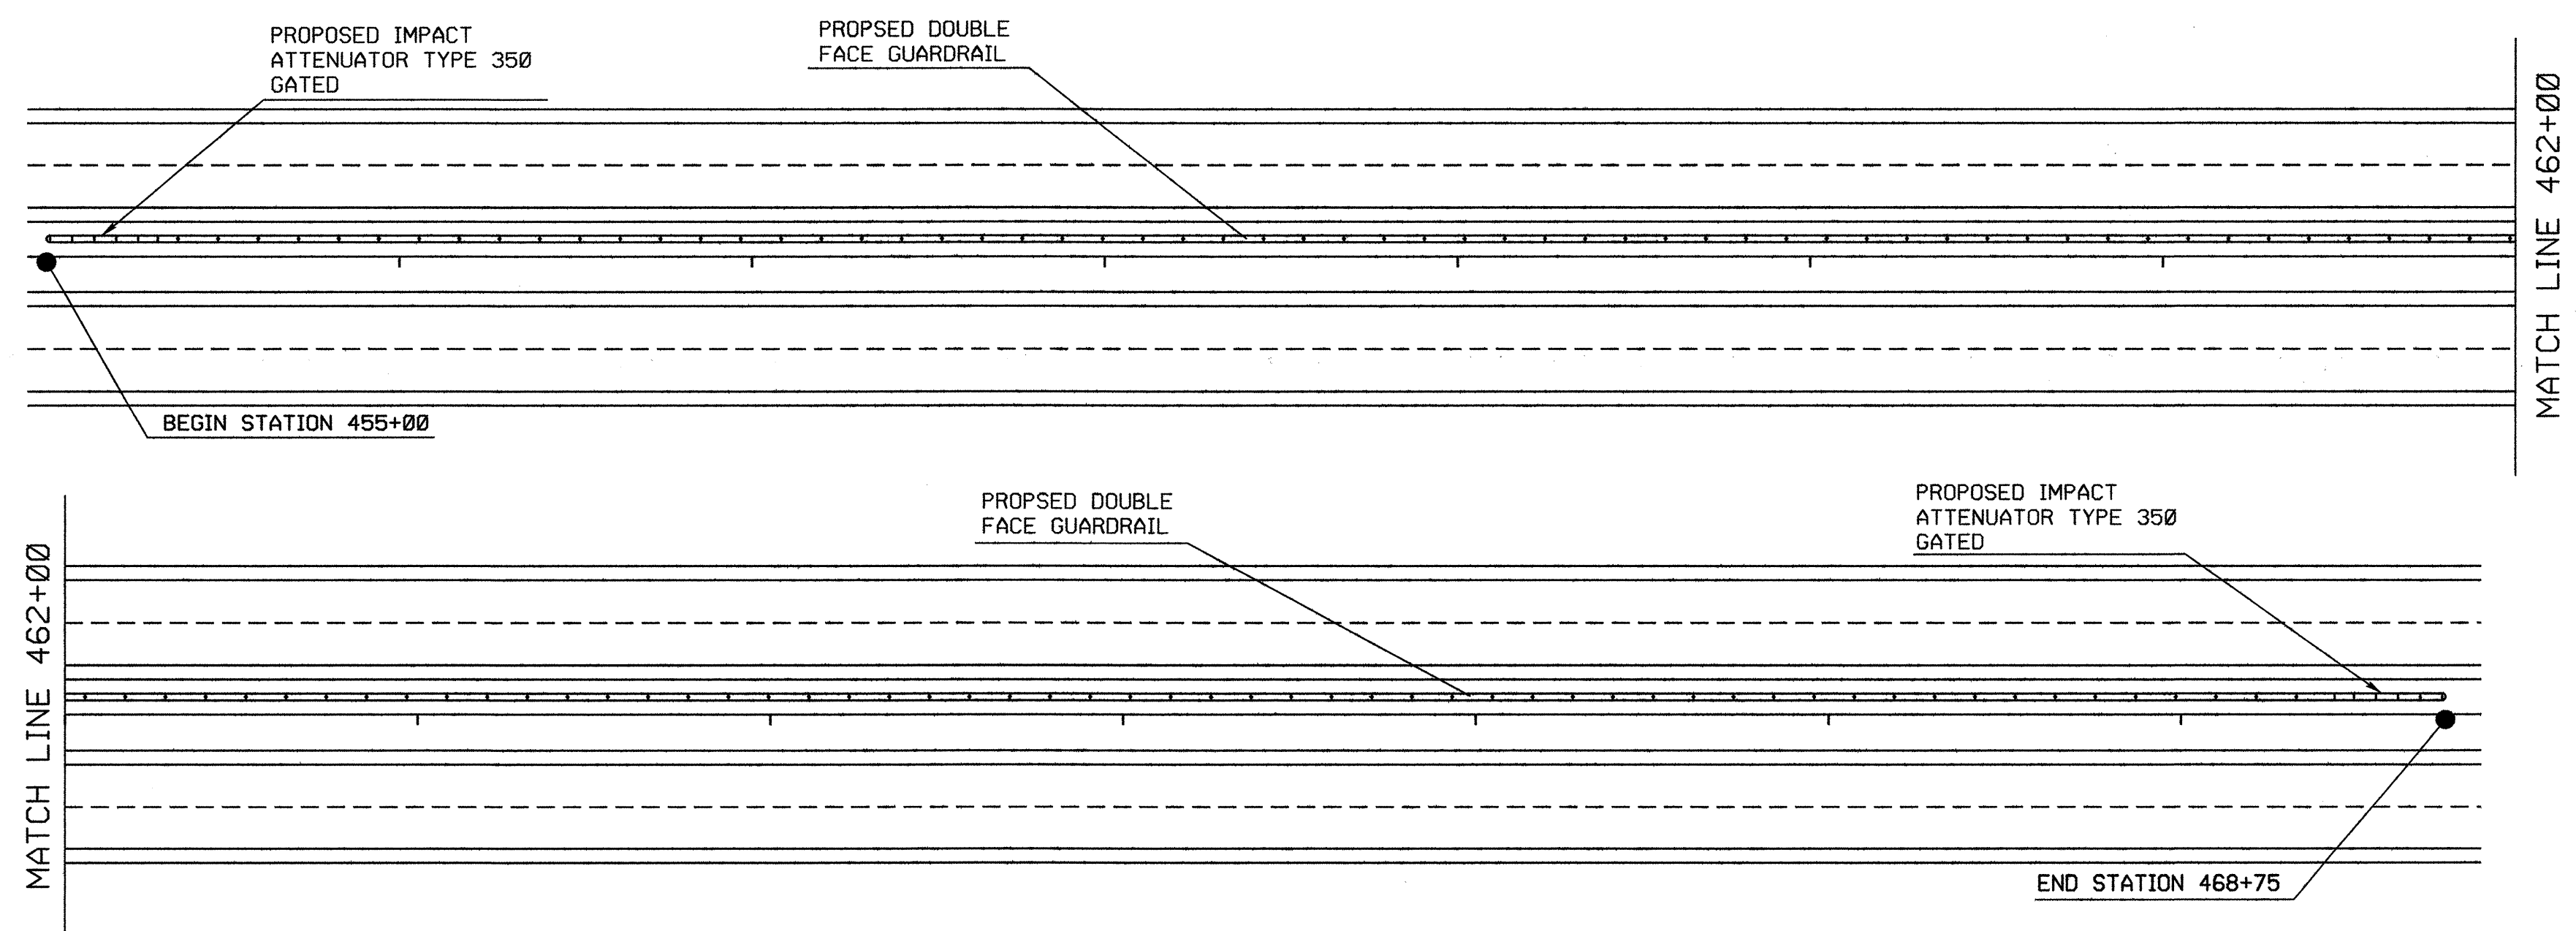 PROPOSED IMPACT
ATTENUATOR TYPE 350
GATED
PROPSED DOUBLE
FACE GUARDRAIL
MATCH LINE 462+00
BEGIN STATION 455+00
MATCH LINE 462+00
PROPSED DOUBLE
FACE GUARDRAIL
PROPOSED IMPACT
ATTENUATOR TYPE 350
GATED
END STATION 468+75